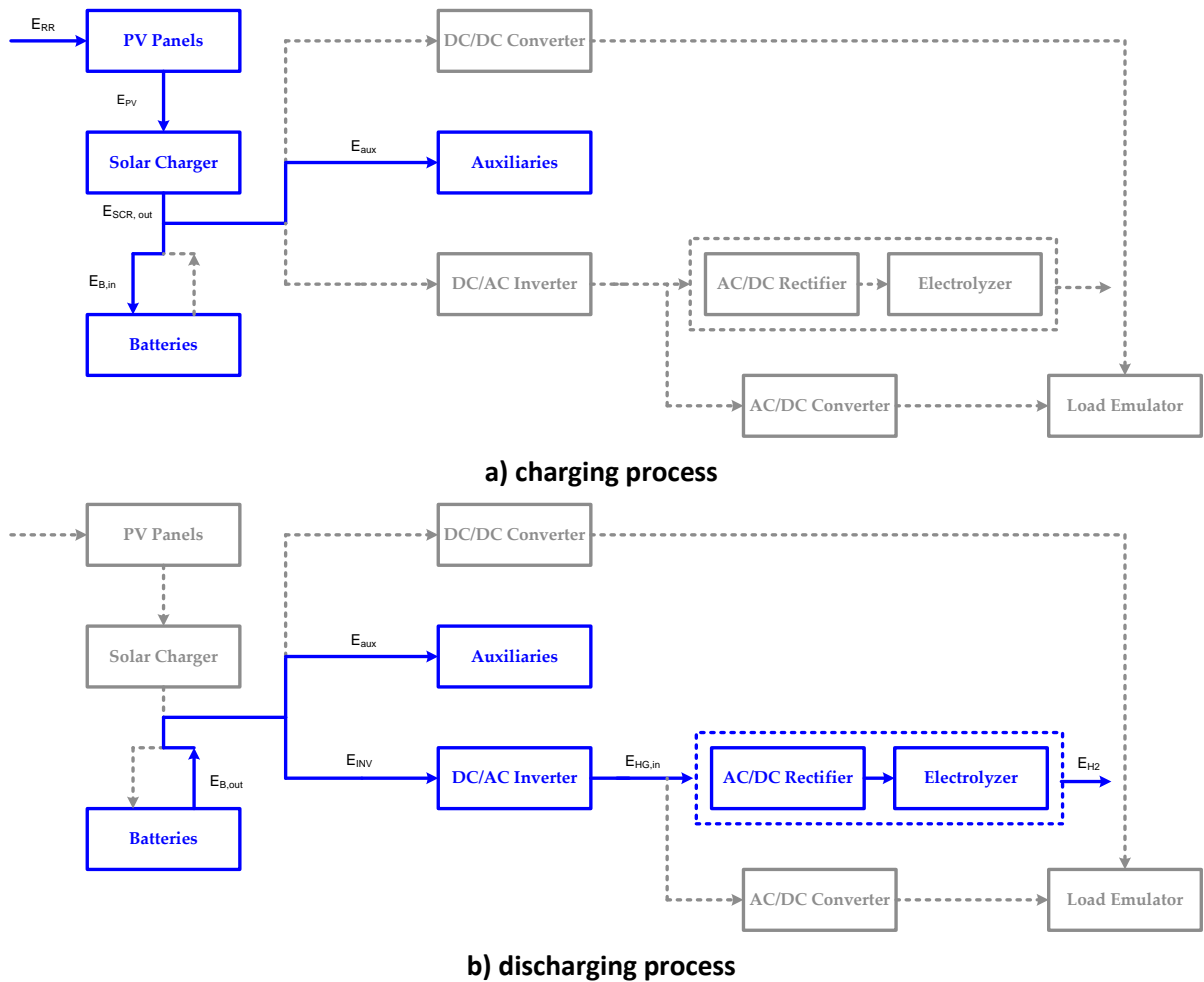 E_RR
PV Panels
DC/DC Converter
E_PV
Solar Charger
E_aux
Auxiliaries
E_SCR, out
E_B,in
DC/AC Inverter
AC/DC Rectifier
Electrolyzer
Batteries
AC/DC Converter
Load Emulator
a) charging process
PV Panels
DC/DC Converter
Solar Charger
E_aux
Auxiliaries
E_INV
DC/AC Inverter
E_HG,in
AC/DC Rectifier
Electrolyzer
E_H2
E_B,out
Batteries
AC/DC Converter
Load Emulator
b) discharging process